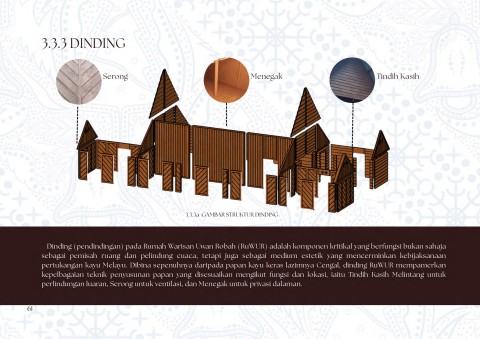 3.3.3 DINDING
Serong
Menegak
Tindih Kasih
3.3.3a GAMBAR STRUKTUR DINDING
Dinding (pendindingan) pada Rumah Warisan Uwan Robah (RuWUR) adalah komponen kritikal yang berfungsi bukan sahaja
sebagai pemisah ruang dan pelindung cuaca, tetapi juga sebagai medium estetik yang mencerminkan kebijaksanaan
pertukangan kayu Melayu. Dibina sepenuhnya daripada papan kayu keras lazimnya Cengal, dinding RuWUR mempamerkan
kepelbagaian teknik penyusunan papan yang disesuaikan mengikut fungsi dan lokasi, iaitu Tindih Kasih Melintang untuk
perlindungan luaran, Serong untuk ventilasi, dan Menegak untuk privasi dalaman.